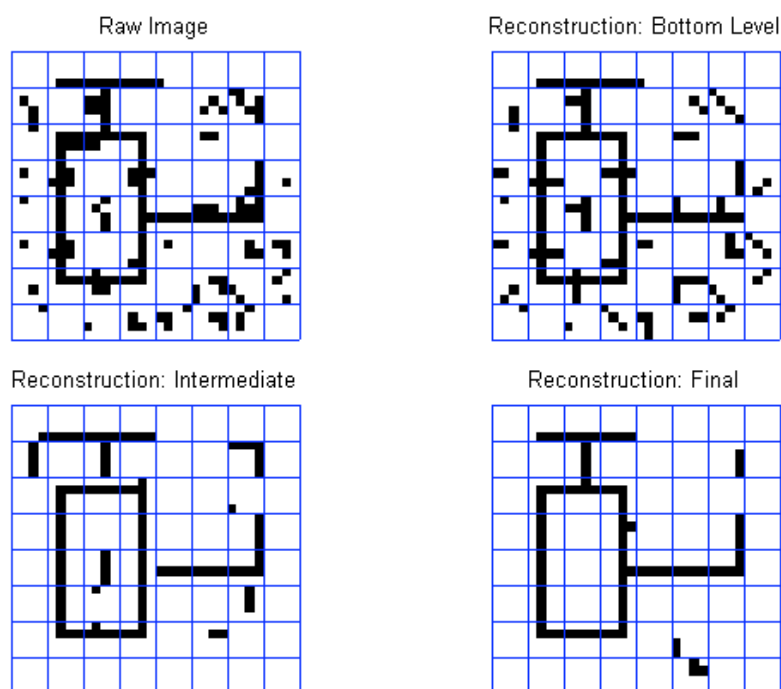 Raw Image
Reconstruction: Bottom Level
Reconstruction: Intermediate
Reconstruction: Final